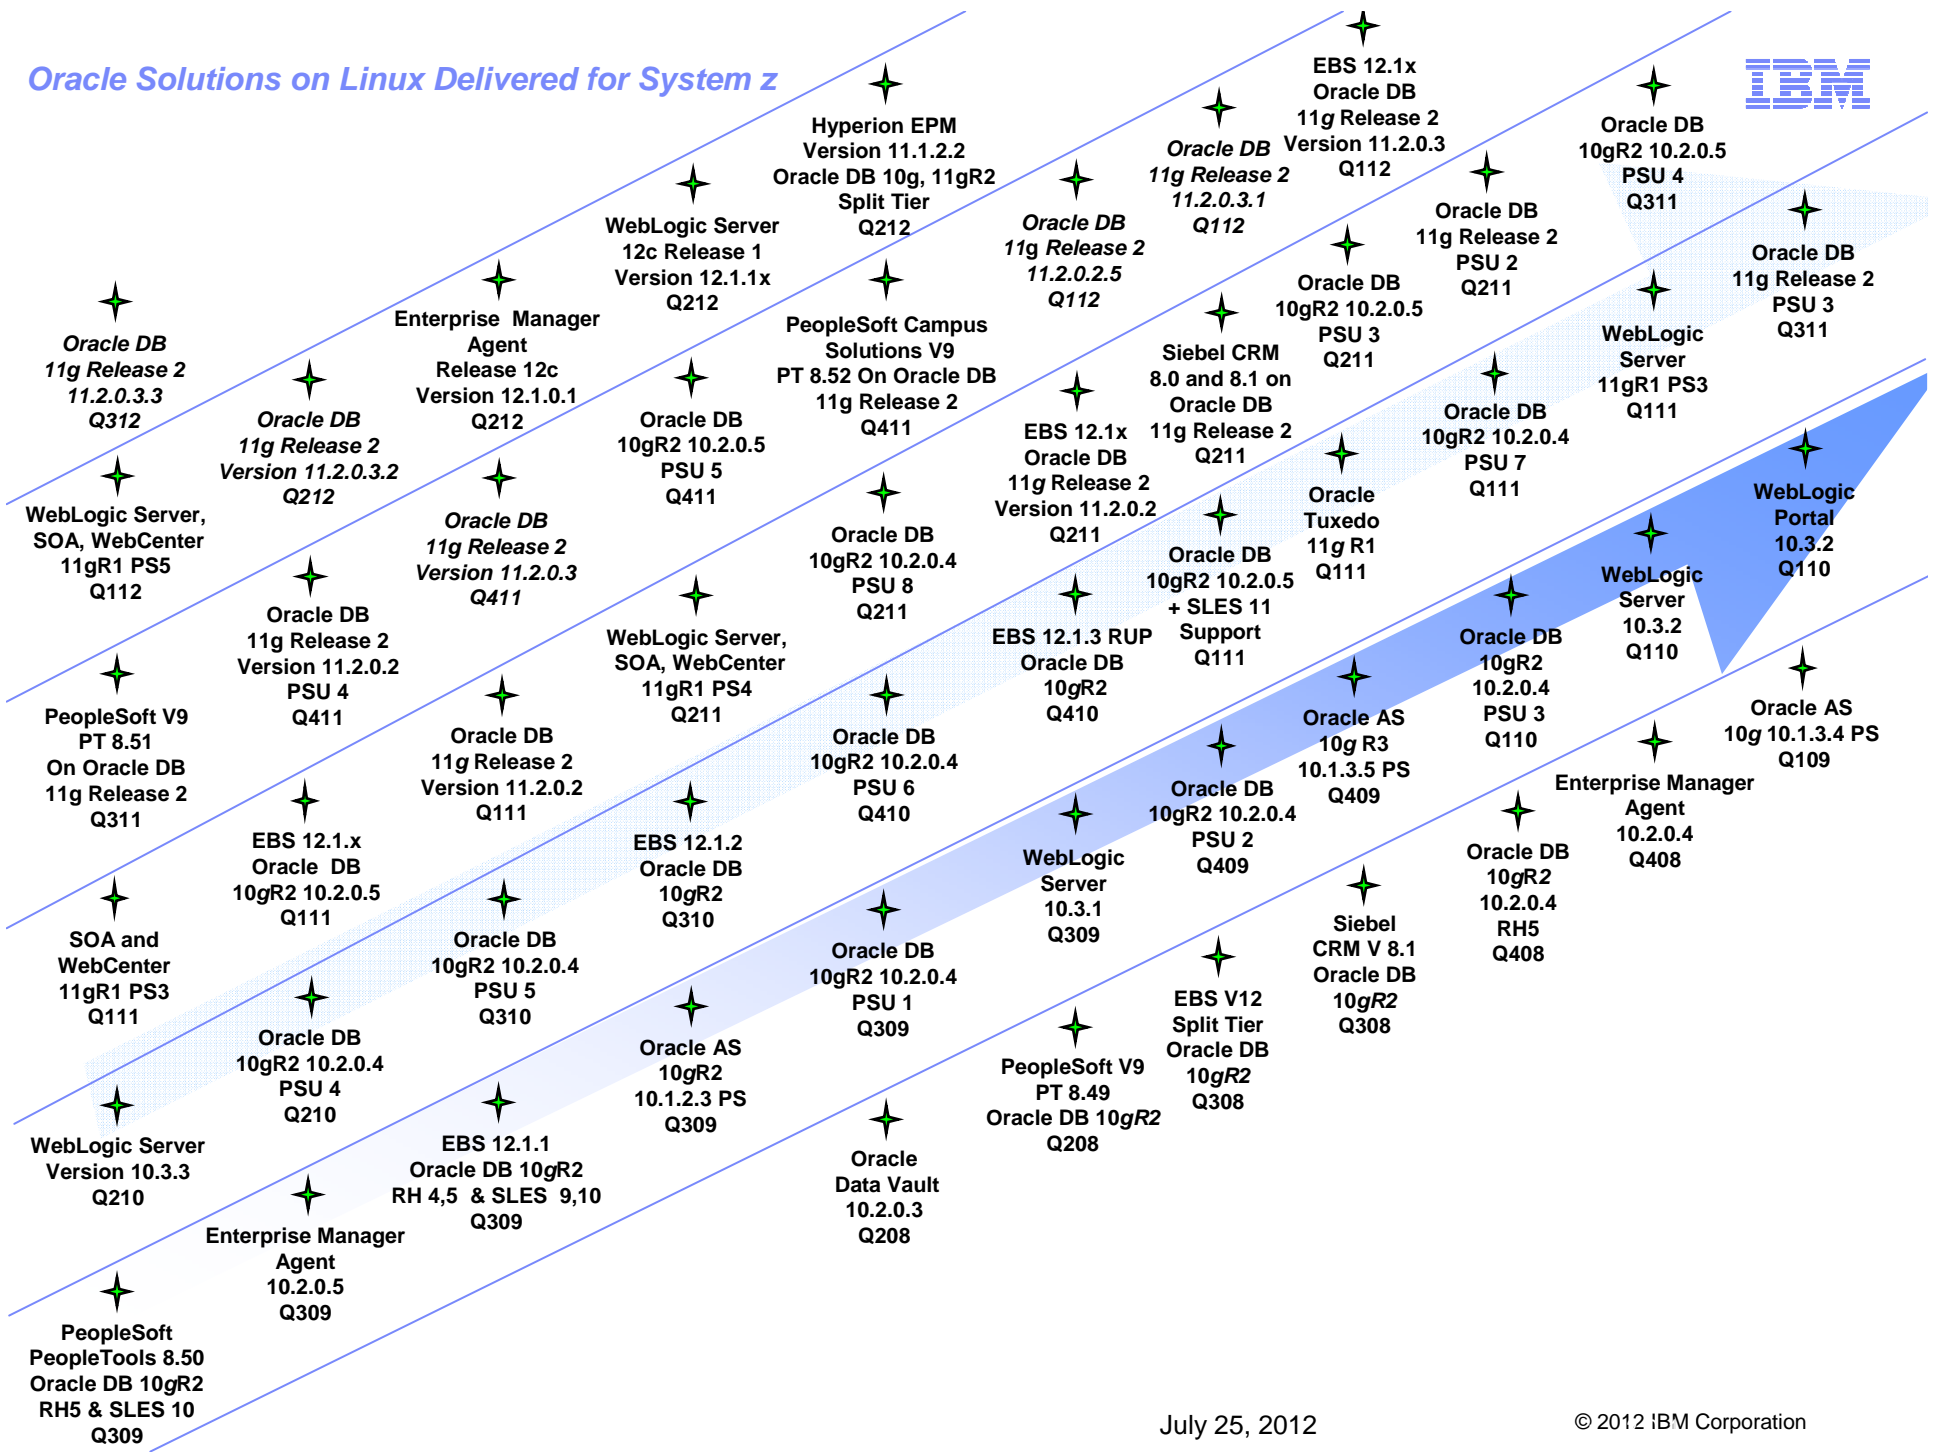 Oracle Solutions on Linux Delivered for System z
IBM
Oracle DB
11g Release 2
11.2.0.3.3
Q312
Oracle DB
11g Release 2
Version 11.2.0.3.2
Q212
Enterprise Manager
Agent
Release 12c
Version 12.1.0.1
Q212
WebLogic Server
12c Release 1
Version 12.1.1x
Q212
Hyperion EPM
Version 11.1.2.2
Oracle DB 10g, 11gR2
Split Tier
Q212
WebLogic Server,
SOA, WebCenter
11gR1 PS5
Q112
Oracle DB
11g Release 2
Version 11.2.0.2
PSU 4
Q411
Oracle DB
11g Release 2
Version 11.2.0.3
Q411
Oracle DB
10gR2 10.2.0.5
PSU 5
Q411
PeopleSoft Campus
Solutions V9
PT 8.52 On Oracle DB
11g Release 2
Q411
Oracle DB
11g Release 2
11.2.0.2.5
Q112
Oracle DB
11g Release 2
11.2.0.3.1
Q112
EBS 12.1x
Oracle DB
11g Release 2
Version 11.2.0.3
Q112
PeopleSoft V9
PT 8.51
On Oracle DB
11g Release 2
Q311
EBS 12.1.x
Oracle DB
10gR2 10.2.0.5
Q111
Oracle DB
11g Release 2
Version 11.2.0.2
Q111
WebLogic Server,
SOA, WebCenter
11gR1 PS4
Q211
Oracle DB
10gR2 10.2.0.4
PSU 8
Q211
EBS 12.1x
Oracle DB
11g Release 2
Version 11.2.0.2
Q211
Siebel CRM
8.0 and 8.1 on
Oracle DB
11g Release 2
Q211
Oracle DB
10gR2 10.2.0.5
PSU 3
Q211
Oracle DB
11g Release 2
PSU 2
Q211
Oracle DB
10gR2 10.2.0.5
PSU 4
Q311
SOA and
WebCenter
11gR1 PS3
Q111
Oracle DB
10gR2 10.2.0.4
PSU 4
Q210
Oracle DB
10gR2 10.2.0.4
PSU 5
Q310
EBS 12.1.2
Oracle DB
10gR2
Q310
Oracle DB
10gR2 10.2.0.4
PSU 6
Q410
EBS 12.1.3 RUP
Oracle DB
10gR2
Q410
Oracle DB
10gR2 10.2.0.5
+ SLES 11
Support
Q111
Oracle
Tuxedo
11g R1
Q111
Oracle DB
10gR2 10.2.0.4
PSU 7
Q111
WebLogic
Server
11gR1 PS3
Q111
Oracle DB
11g Release 2
PSU 3
Q311
WebLogic Server
Version 10.3.3
Q210
Enterprise Manager
Agent
10.2.0.5
Q309
EBS 12.1.1
Oracle DB 10gR2
RH 4,5 & SLES 9,10
Q309
Oracle AS
10gR2
10.1.2.3 PS
Q309
Oracle DB
10gR2 10.2.0.4
PSU 1
Q309
WebLogic
Server
10.3.1
Q309
Oracle DB
10gR2 10.2.0.4
PSU 2
Q409
Oracle AS
10g R3
10.1.3.5 PS
Q409
Oracle DB
10gR2
10.2.0.4
PSU 3
Q110
WebLogic
Server
10.3.2
Q110
WebLogic
Portal
10.3.2
Q110
PeopleSoft
PeopleTools 8.50
Oracle DB 10gR2
RH5 & SLES 10
Q309
Oracle
Data Vault
10.2.0.3
Q208
PeopleSoft V9
PT 8.49
Oracle DB 10gR2
Q208
EBS V12
Split Tier
Oracle DB
10gR2
Q308
Siebel
CRM V 8.1
Oracle DB
10gR2
Q308
Oracle DB
10gR2
10.2.0.4
RH5
Q408
Enterprise Manager
Agent
10.2.0.4
Q408
Oracle AS
10g 10.1.3.4 PS
Q109
July 25, 2012
© 2012 IBM Corporation